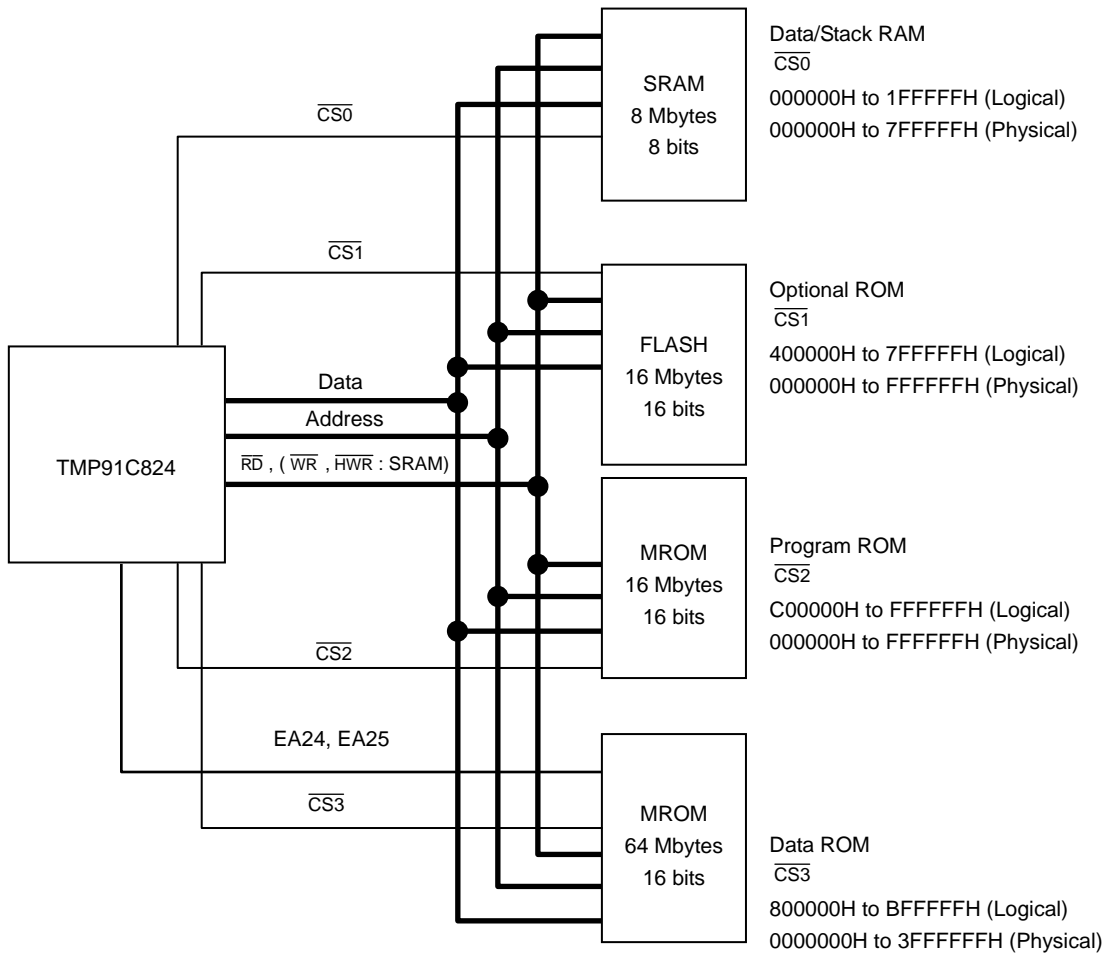 SRAM
8 Mbytes
8 bits
Data/Stack RAM
CS0
000000H to 1FFFFFH (Logical)
000000H to 7FFFFFH (Physical)
CS0
CS1
FLASH
16 Mbytes
16 bits
Optional ROM
CS1
400000H to 7FFFFFH (Logical)
000000H to FFFFFFH (Physical)
TMP91C824
Data
Address
RD , ( WR , HWR : SRAM)
MROM
16 Mbytes
16 bits
Program ROM
CS2
C00000H to FFFFFFH (Logical)
000000H to FFFFFFH (Physical)
CS2
EA24, EA25
CS3
MROM
64 Mbytes
16 bits
Data ROM
CS3
800000H to BFFFFFH (Logical)
0000000H to 3FFFFFFH (Physical)